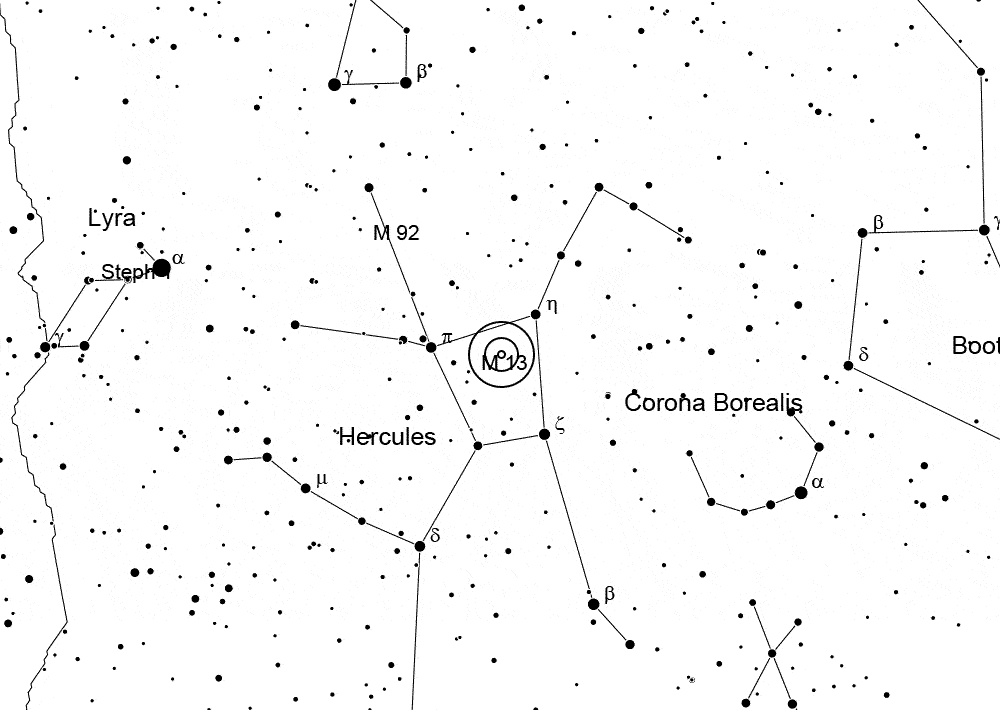 γ
β
Lyra
α
M 92
β
γ
Steph 1
η
γ
π
M 13
Boot
δ
Corona Borealis
Hercules
ζ
μ
α
δ
β